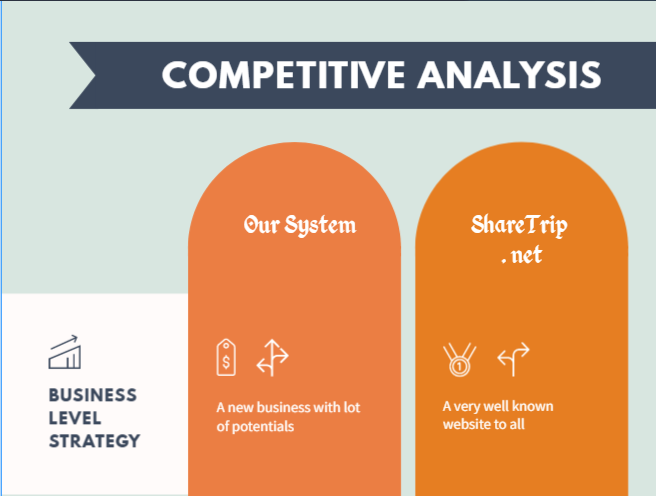 COMPETITIVE ANALYSIS
Our System
ShareTrip
.net
$
1
BUSINESS
LEVEL
STRATEGY
A new business with lot
of potentials
A very well known
website to all